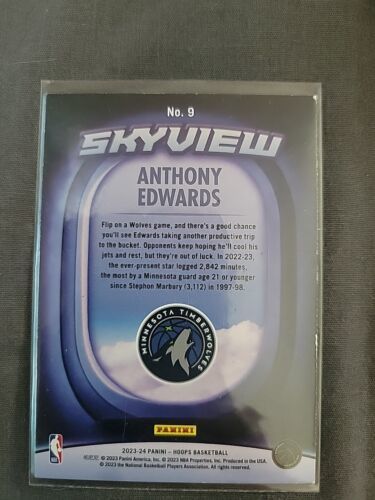 No. 9
SKYVIEW
ANTHONY
EDWARDS
Flip on a Wolves game, and there's a good chance
you'll see Edwards taking another productive trip
to the bucket. Opponents keep hoping he'll cool his
jets and rest, but they're out of luck. In 2022-23,
the ever-present star logged 2,842 minutes,
the most by a Minnesota guard age 21 or younger
since Stephon Marbury (3,112) in 1997-98.
MINNESOTA TIMBERWOLVES
PANINI
2023-24 PANINI – HOOPS BASKETBALL
© 2023 Panini America, Inc. © 2023 NBA Properties, Inc. Produced in the USA.
© 2023 the National Basketball Players Association. All rights reserved.
NBA